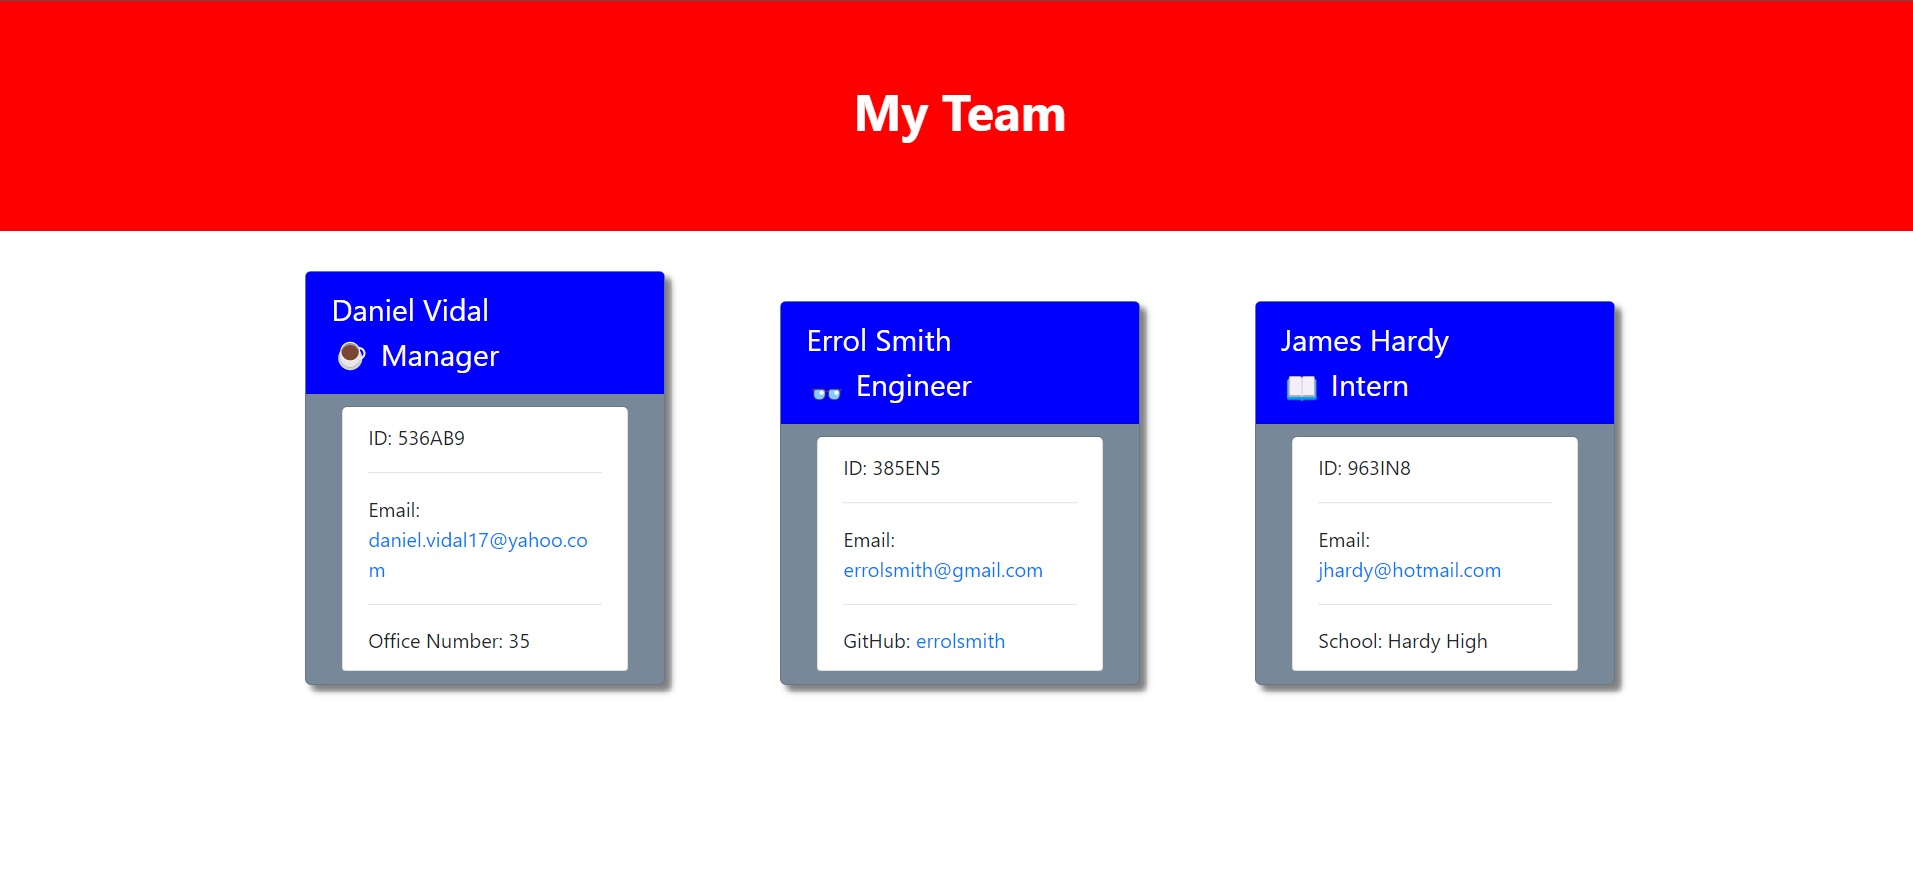 My Team
Daniel Vidal
Manager
ID: 536AB9
Email:
daniel.vidal17@yahoo.co
m
Office Number: 35
Errol Smith
Engineer
ID: 385EN5
Email:
errolsmith@gmail.com
GitHub: errolsmith
James Hardy
Intern
ID: 963IN8
Email:
jhardy@hotmail.com
School: Hardy High